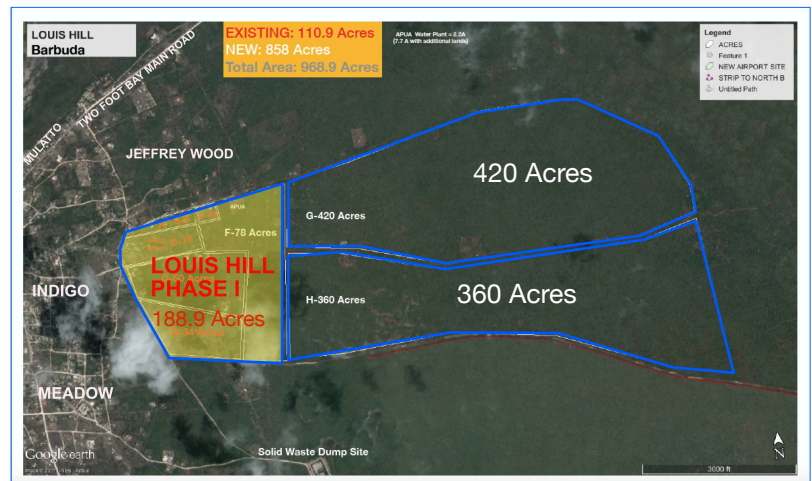 LOUIS HILL
Barbuda
EXISTING: 110.9 Acres
NEW: 858 Acres
Total Area: 968.9 Acres
APUA Water Plant = 2.2A
(7.7 A with additional lands)
Legend
ACRES
Feature 1
NEW AIRPORT SITE
STRIP TO NORTH B
Untitled Path
MULATTO
TWO FOOT BAY MAIN ROAD
JEFFREY WOOD
420 Acres
APUA
G-420 Acres
F-78 Acres
LOUIS HILL
PHASE I
188.9 Acres
INDIGO
H-360 Acres
360 Acres
MEADOW
Solid Waste Dump Site
Google earth
N
3000 ft